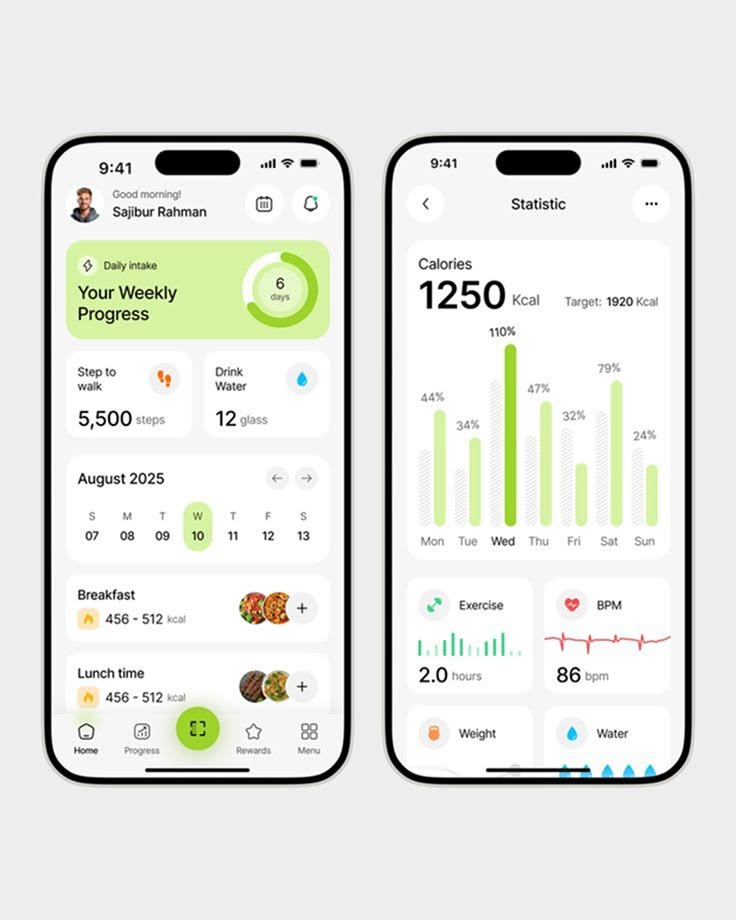 9:41
Good morning!
Sajibur Rahman
Daily intake
Your Weekly
Progress
6
days
Step to
walk
5,500 steps
Drink
Water
12 glass
August 2025
S M T W T F S
07 08 09 10 11 12 13
Breakfast
456 - 512 kcal
+
Lunch time
456 - 512 kcal
+
Home
Progress
Rewards
Menu
9:41
Statistic
Calories
1250 Kcal
Target: 1920 Kcal
110%
79%
47%
44%
32%
34%
24%
Mon Tue Wed Thu Fri Sat Sun
Exercise
2.0 hours
BPM
86 bpm
Weight
Water